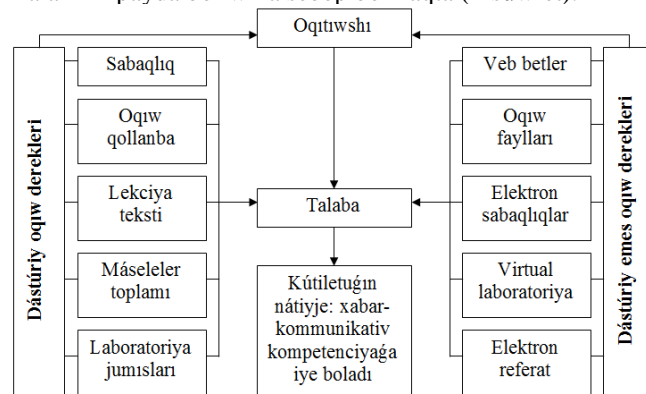 Oqıtıwshı
Dástúriy oqıw derekleri
Sabaqlıq
Oqıw
qollanba
Lekciya
teksti
Máseleler
toplamı
Laboratoriya
jumısları
Talaba
Kútiletuǵın
nátiyje: xabar-
kommunikativ
kompetenciyaǵa
iye boladı
Veb betler
Oqıw
faylları
Elektron
sabaqlıqlar
Virtual
laboratoriya
Elektron
referat
Dástúriy emes oqıw derekleri